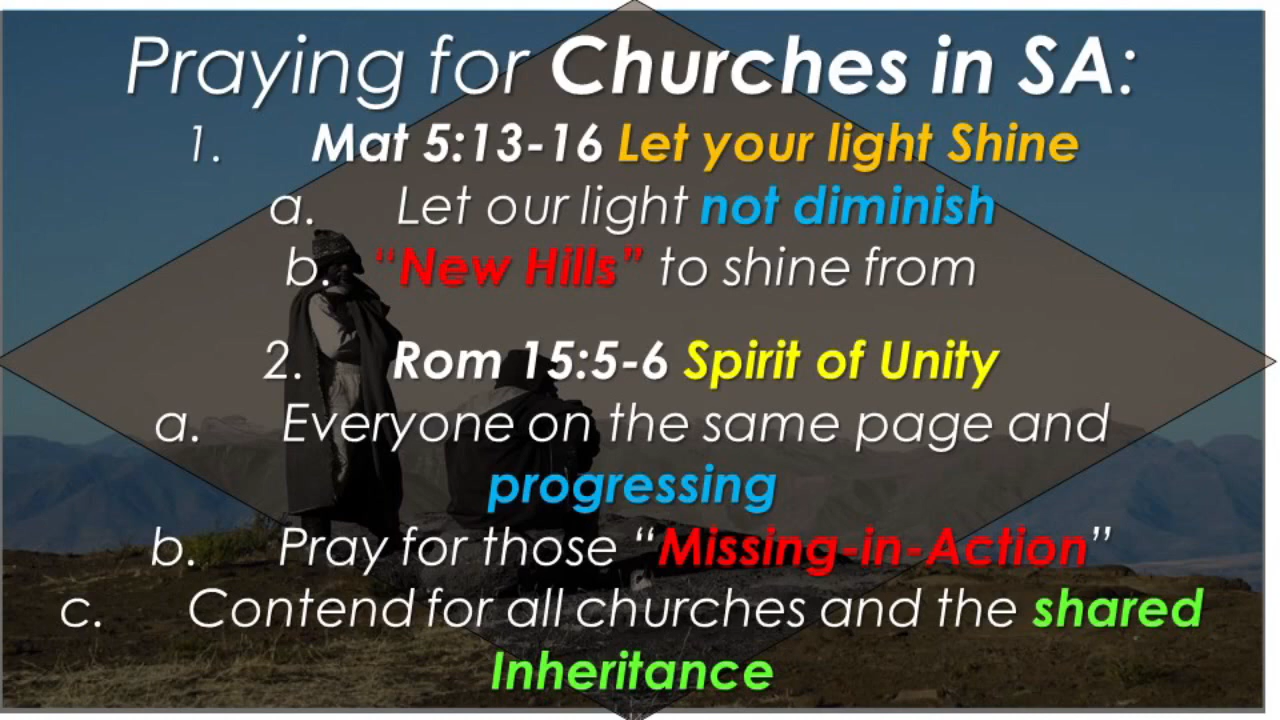 Praying for Churches in SA:
1. Mat 5:13-16 Let your light Shine
a. Let our light not diminish
b. “New Hills” to shine from
2. Rom 15:5-6 Spirit of Unity
a. Everyone on the same page and
progressing
b. Pray for those “Missing-in-Action”
c. Contend for all churches and the shared
Inheritance